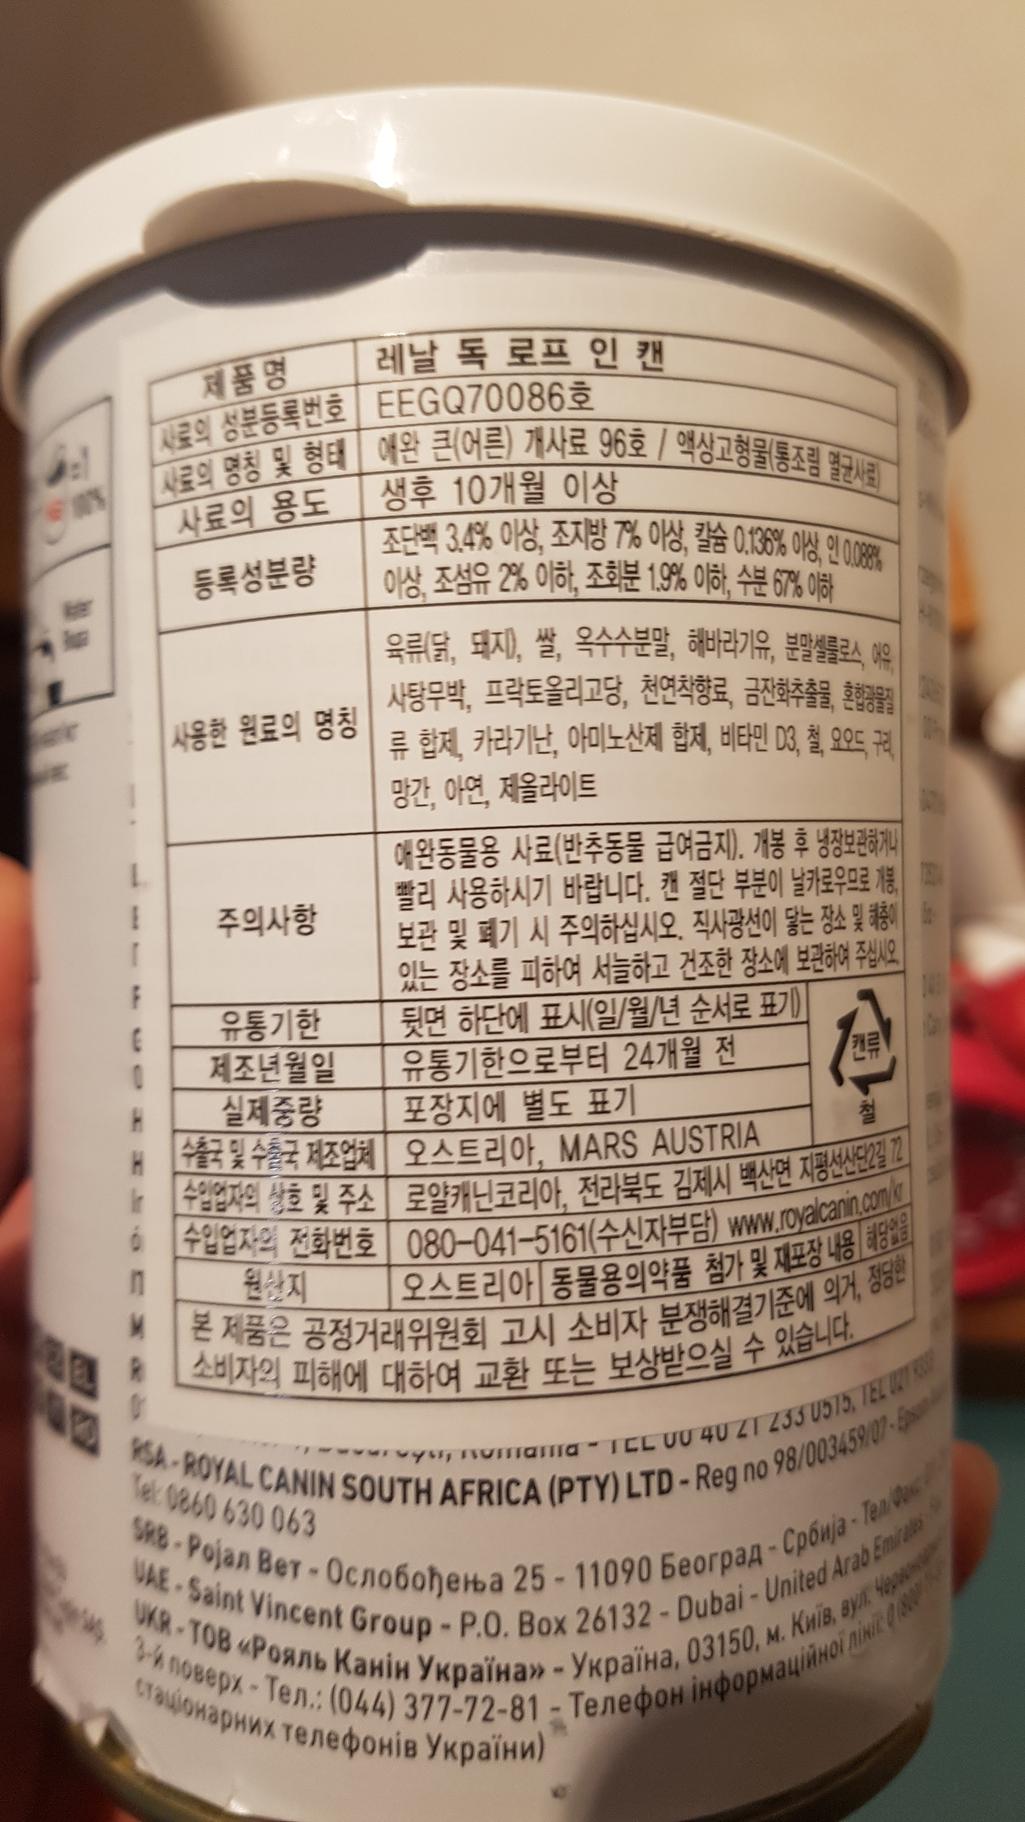 제품명 레날 독 로프 인 캔
사료의 성분등록번호 EEGQ70086호
사료의 명칭 및 형태 애완 큰(어른) 개사료 96호 / 액상고형물(통조림 멸균사료)
사료의 용도 생후 10개월 이상
등록성분량 조단백 3.4% 이상, 조지방 7% 이상, 칼슘 0.136% 이상, 인 0.088%
이상, 조섬유 2% 이하, 조회분 1.9% 이하, 수분 67% 이하
사용한 원료의 명칭 육류(닭, 돼지), 쌀, 옥수수분말, 해바라기유, 분말셀룰로스, 어유,
사탕무박, 프락토올리고당, 천연착향료, 금잔화추출물, 혼합광물질
류 합제, 카라기난, 아미노산제 합제, 비타민 D3, 철, 요오드, 구리,
망간, 아연, 제올라이트
주의사항 애완동물용 사료(반추동물 급여금지). 개봉 후 냉장보관하거나
빨리 사용하시기 바랍니다. 캔 절단 부분이 날카로우므로 개봉,
보관 및 폐기 시 주의하십시오. 직사광선이 닿는 장소 및 해충이
있는 장소를 피하여 서늘하고 건조한 장소에 보관하여 주십시오.
유통기한 뒷면 하단에 표시(일/월/년 순서로 표기)
제조년월일 유통기한으로부터 24개월 전
실제중량 포장지에 별도 표기
캔류
철
수출국 및 수출국 제조업체 오스트리아, MARS AUSTRIA
수입업자의 상호 및 주소 로얄캐닌코리아, 전라북도 김제시 백산면 지평선산단2길 72
수입업자의 전화번호 080-041-5161(수신자부담) www.royalcanin.com/kr
원산지 오스트리아 동물용의약품 첨가 및 재포장 내용 해당없음
본 제품은 공정거래위원회 고시 소비자 분쟁해결기준에 의거, 정당한
소비자의 피해에 대하여 교환 또는 보상받으실 수 있습니다.
100%
Water
TEL 00 40 21 233 0515, TEL 021
RSA - ROYAL CANIN SOUTH AFRICA (PTY) LTD - Reg no 98/003459/07 -
Tel: 0860 630 063
SRB - Ројал Вет - Ослобођења 25 - 11090 Београд - Србија -
UAE - Saint Vincent Group - P.O. Box 26132 - Dubai - United Arab Emirates
UKR - ТОВ «Рояль Канін Україна» - Україна, 03150, м. Київ, вул.
3-й поверх - Тел.: (044) 377-72-81 - Телефон інформаційної лінії: 0 (800
стаціонарних телефонів України)